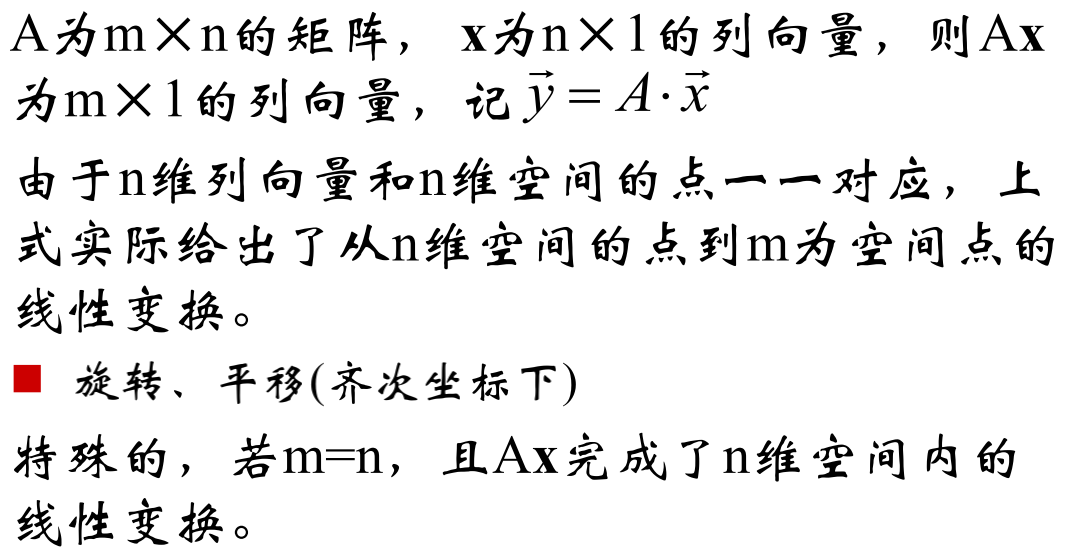 A为m×n的矩阵，x为n×1的列向量，则Ax
为m×1的列向量，记 $\vec{y} = A \cdot \vec{x}$
由于n维列向量和n维空间的点一一对应，上
式实际给出了从n维空间的点到m为空间点的
线性变换。
■ 旋转、平移(齐次坐标下)
特殊的，若m=n，且Ax完成了n维空间内的
线性变换。